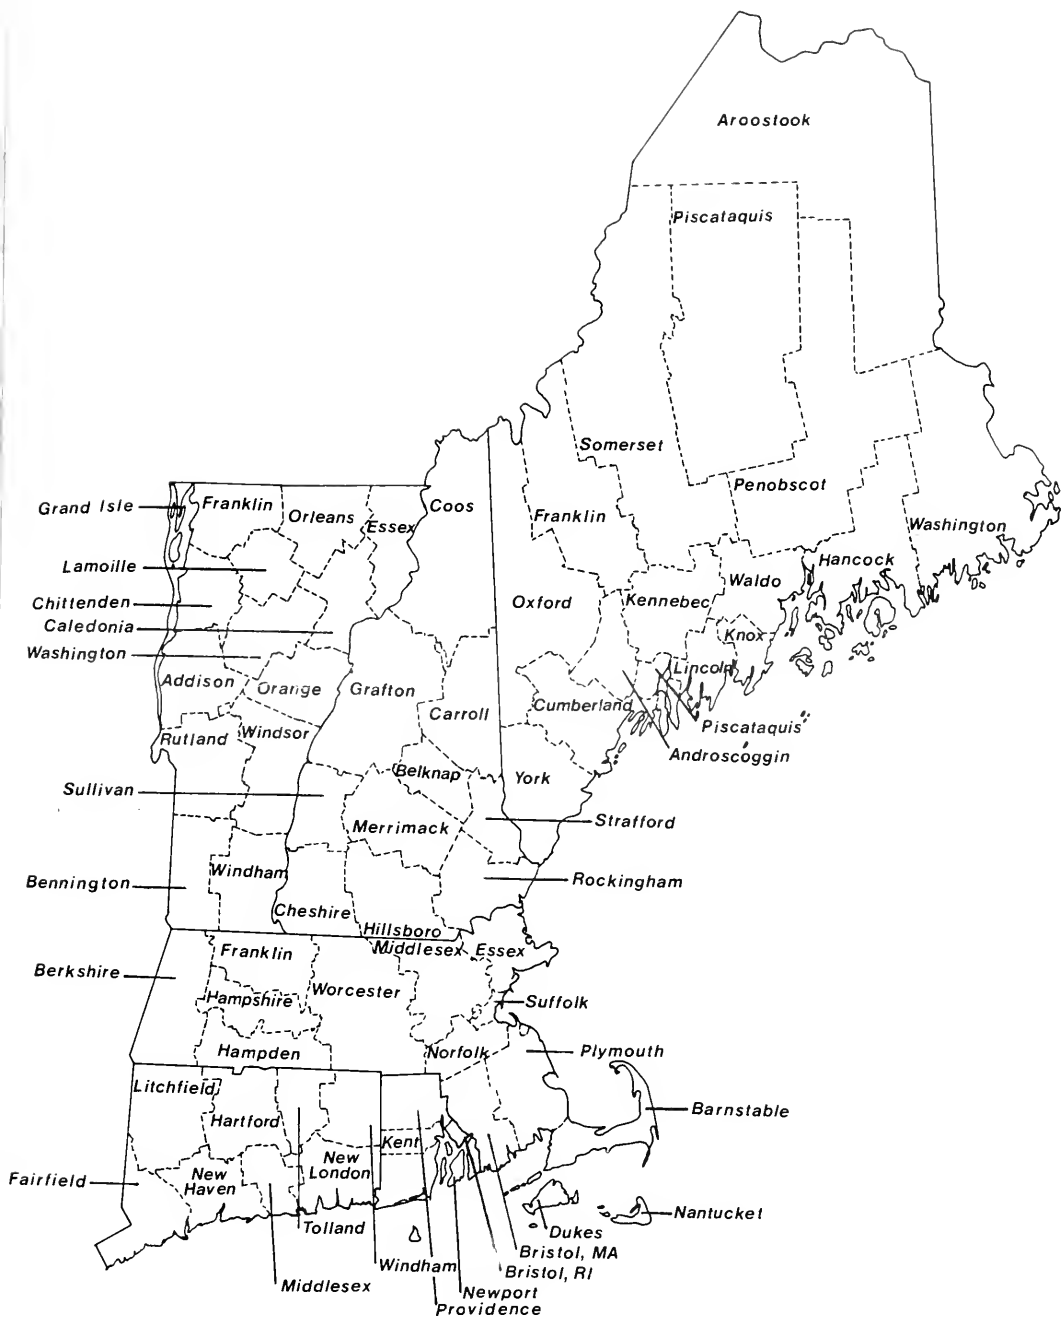 Aroostook
Piscataquis
Somerset
Penobscot
Grand Isle
Franklin
Orleans
Essex
Coos
Franklin
Washington
Lamoille
Hancock
Waldo
Chittenden
Oxford
Kennebec
Caledonia
Knox
Washington
Lincoln
Addison
Orange
Grafton
Cumberland
Carroll
Piscataquis
Rutland
Windsor
Androscoggin
Belknap
York
Sullivan
Merrimack
Strafford
Bennington
Windham
Rockingham
Cheshire
Hillsboro
Middlesex
Essex
Franklin
Berkshire
Hampshire
Worcester
Suffolk
Hampden
Norfolk
Plymouth
Litchfield
Hartford
Barnstable
Kent
New
London
Fairfield
New
Haven
Nantucket
Tolland
Dukes
Bristol, MA
Windham
Bristol, RI
Middlesex
Newport
Providence